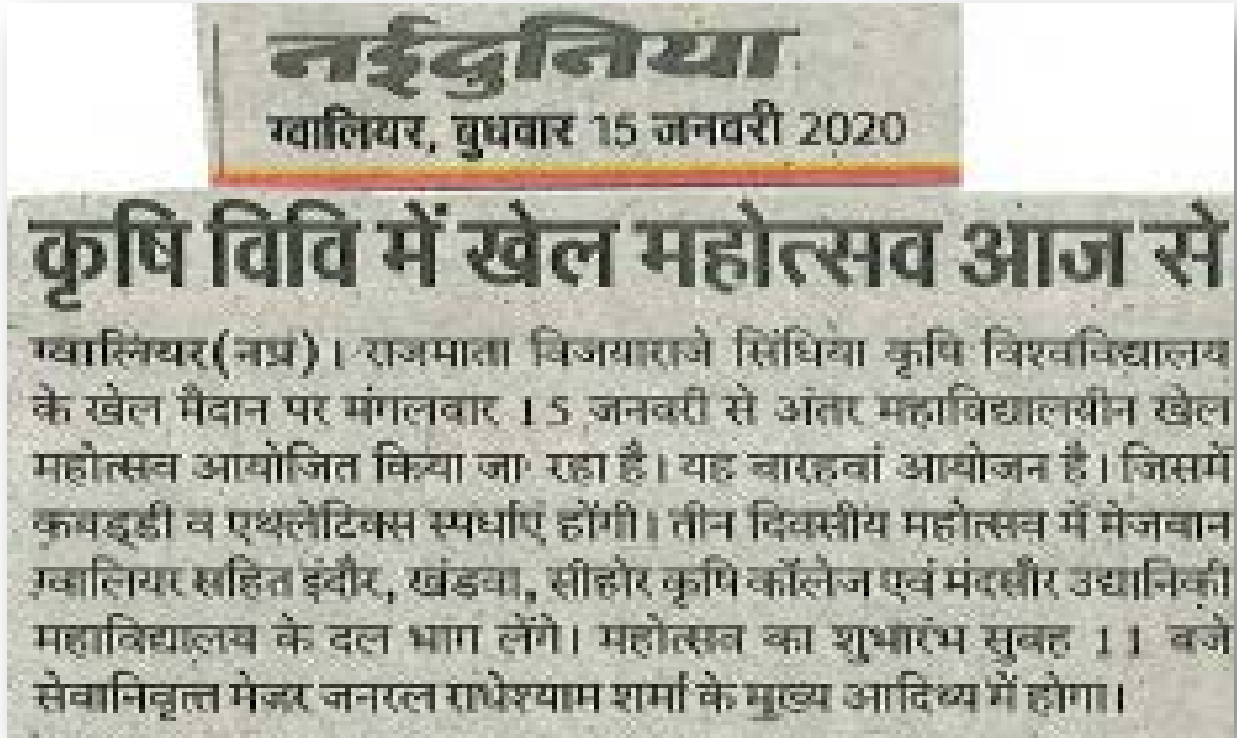 नईदुनिया
ग्वालियर, बुधवार 15 जनवरी 2020
कृषि विवि में खेल महोत्सव आज से
ग्वालियर(नप्रं)। राजमाता विजयाराजे सिंधिया कृषि विश्वविद्यालय
के खेल मैदान पर मंगलवार 15 जनवरी से अंतर महाविद्यालयीन खेल
महोत्सव आयोजित किया जा रहा है। यह बारहवां आयोजन है। जिसमें
कबड्डी व एथलेटिक्स स्पर्धाएं होंगी। तीन दिवसीय महोत्सव में मेजबान
ग्वालियर सहित इंदौर, खंडवा, सीहोर कृषि कॉलेज एवं मंदसौर उद्यानिकी
महाविद्यालय के दल भाग लेंगे। महोत्सव का शुभारंभ सुबह 11 बजे
सेवानिवृत्त मेजर जनरल राधेश्याम शर्मा के मुख्य आदिथ्य में होगा।